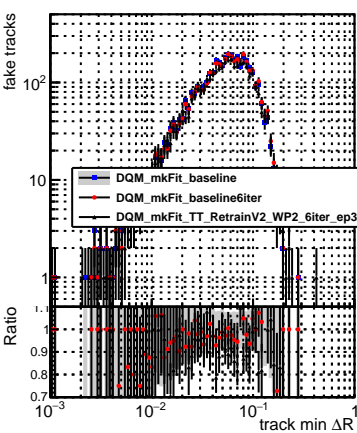 fake tracks
10²
10
1
DQM_mkFit_baseline
DQM_mkFit_baseline6iter
DQM_mkFit_TT_RetrainV2_WP2_6iter_ep3
Ratio
1.1
1
0.9
0.8
0.7
10⁻³ 10⁻² 10⁻¹ 1
track min ΔR